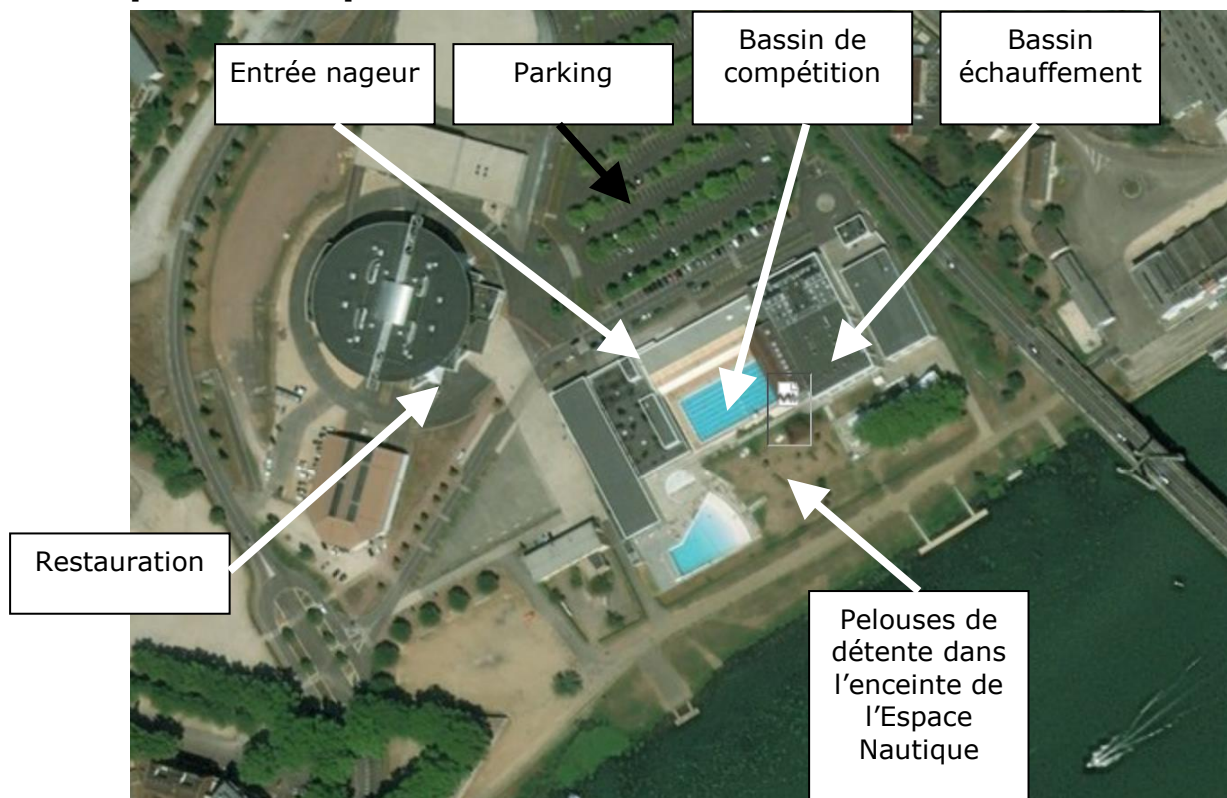 Entrée nageur
Parking
Bassin de
compétition
Bassin
échauffement
Restauration
Pelouses de
détente dans
l’enceinte de
l’Espace
Nautique